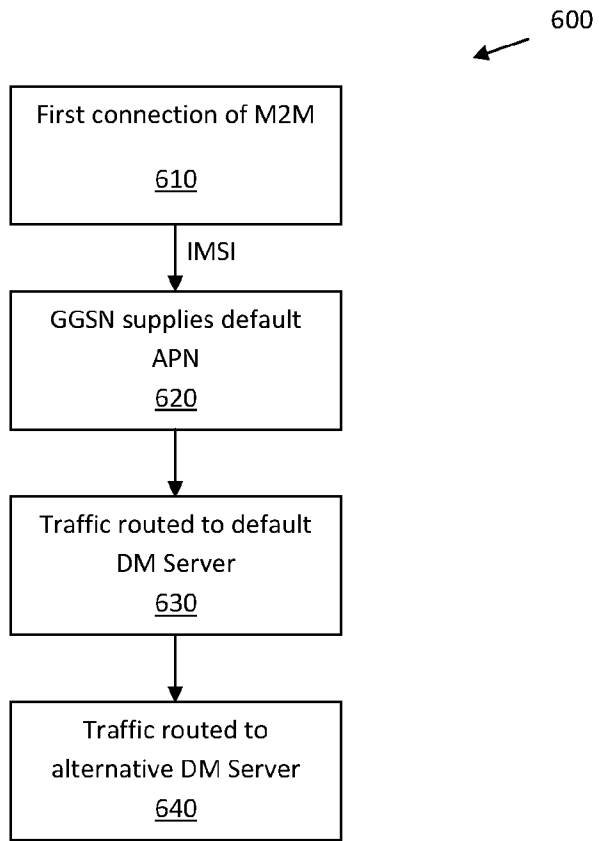 600
First connection of M2M
610
IMSI
GGSN supplies default
APN
620
Traffic routed to default
DM Server
630
Traffic routed to
alternative DM Server
640